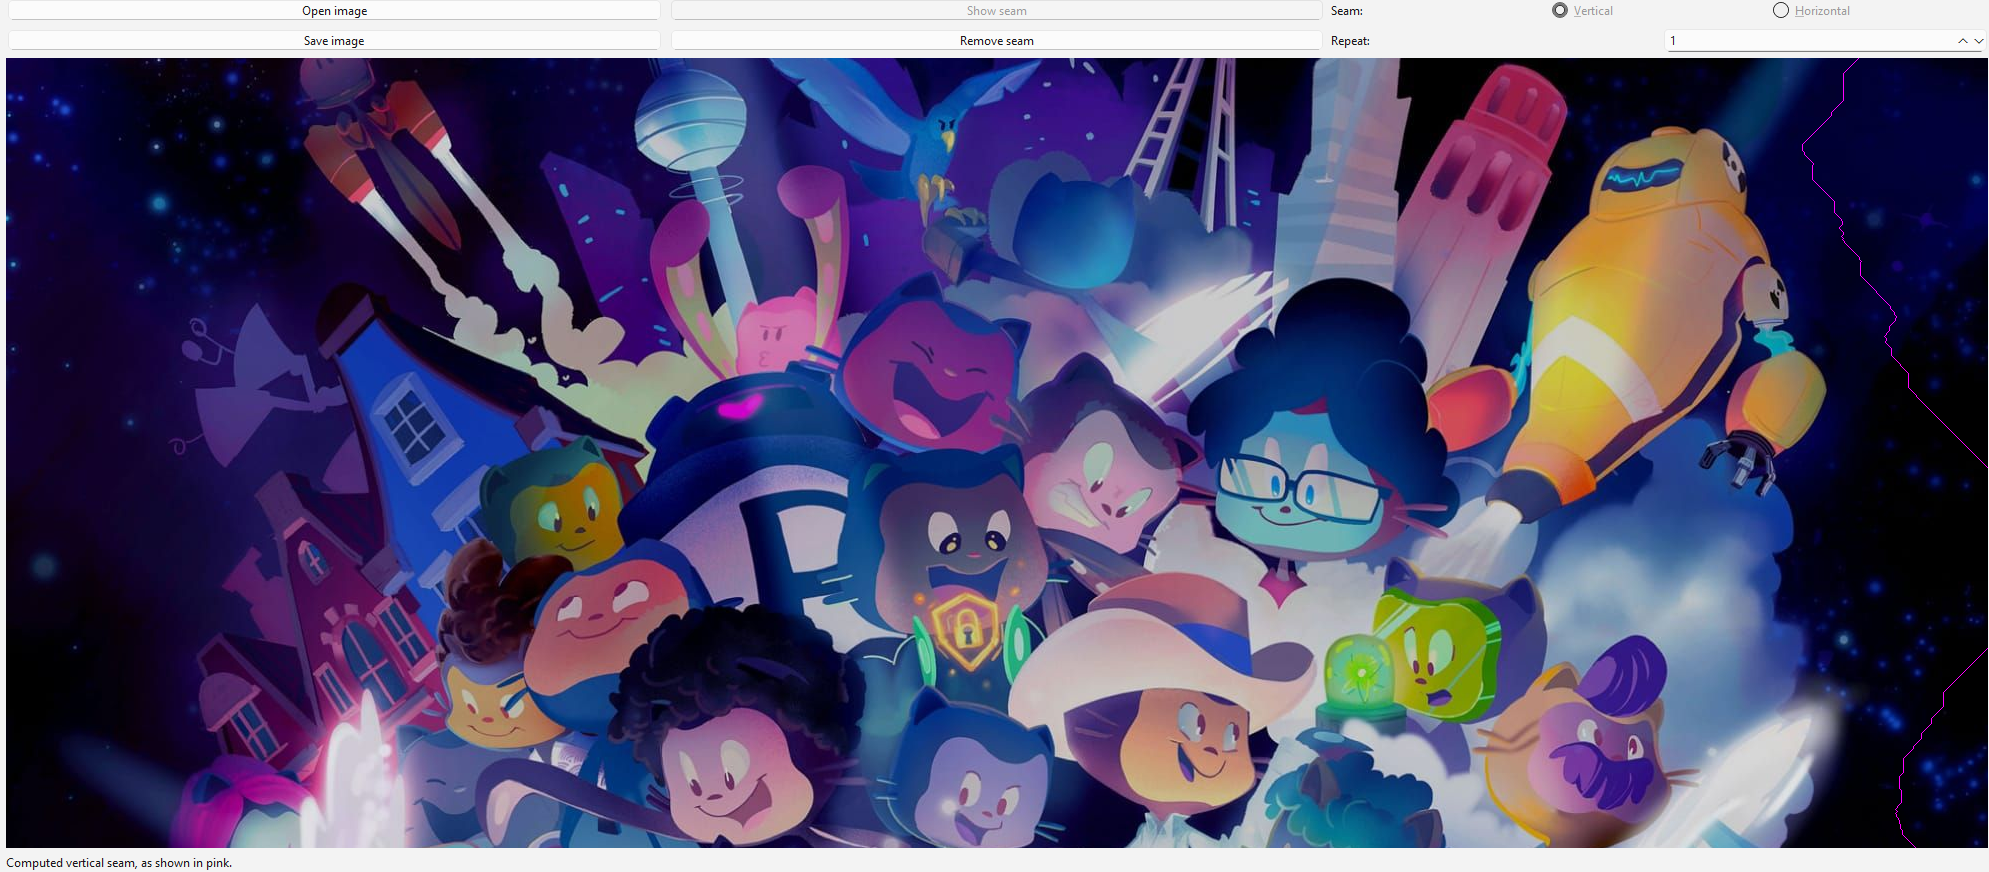 Open image
Show seam
Seam:
Vertical
Horizontal
Save image
Remove seam
Repeat:
1
Computed vertical seam, as shown in pink.